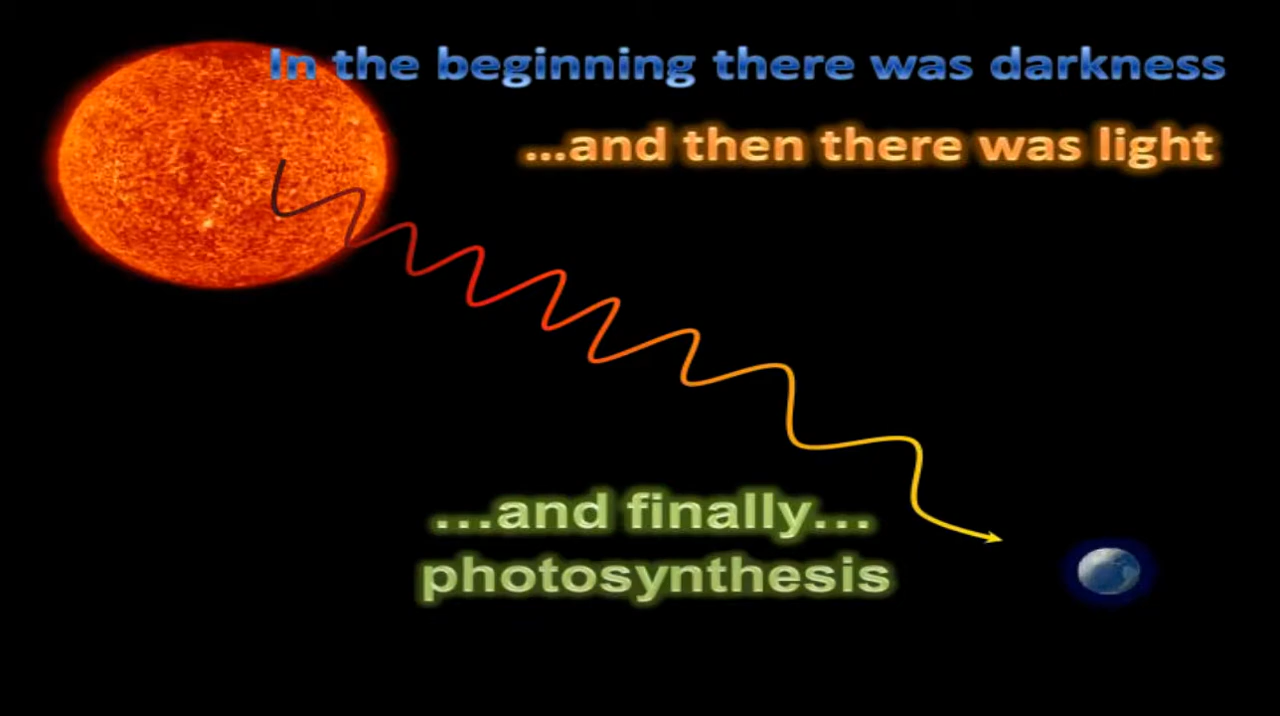 In the beginning there was darkness
...and then there was light
...and finally...
photosynthesis